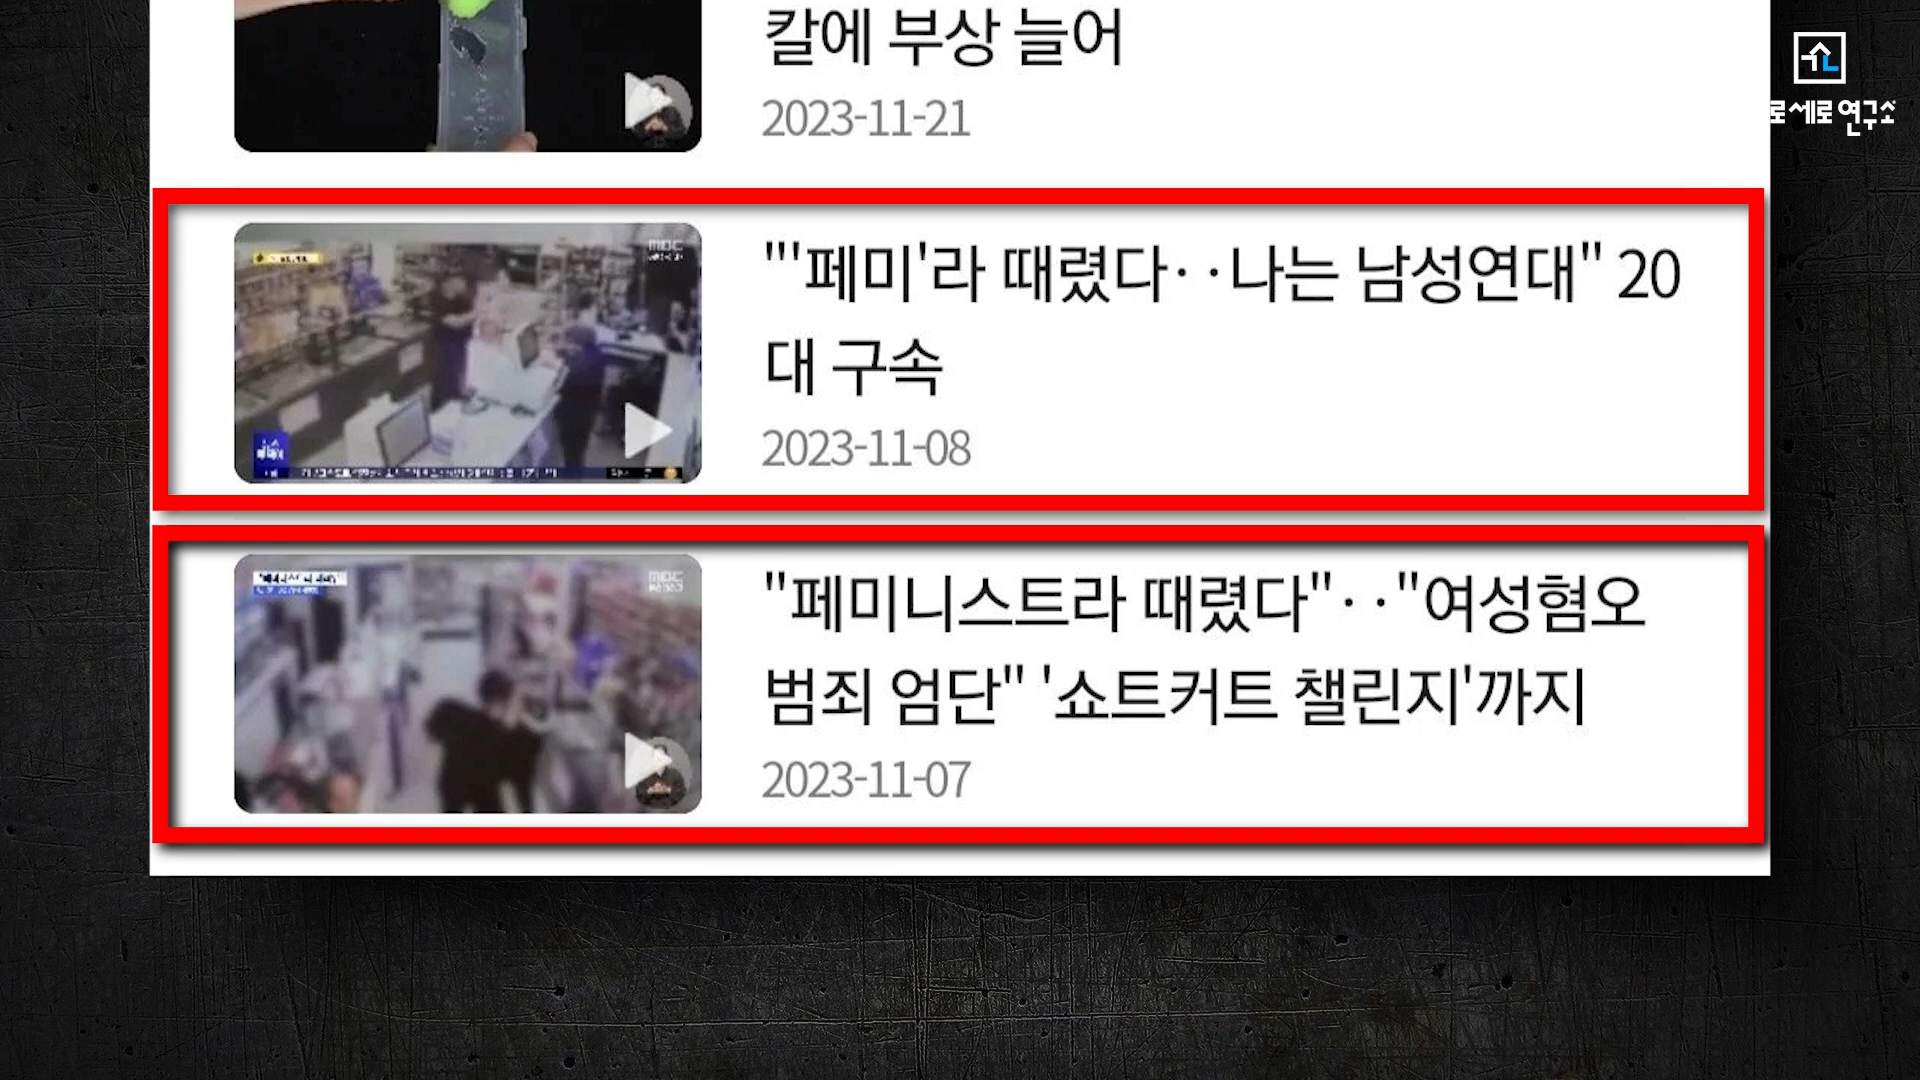 칼에 부상 늘어
2023-11-21
로세로연구소
"'페미'라 때렸다··나는 남성연대" 20
대 구속
2023-11-08
MBC
"페미니스트라 때렸다"··"여성혐오
범죄 엄단" '쇼트커트 챌린지'까지
2023-11-07
MBC